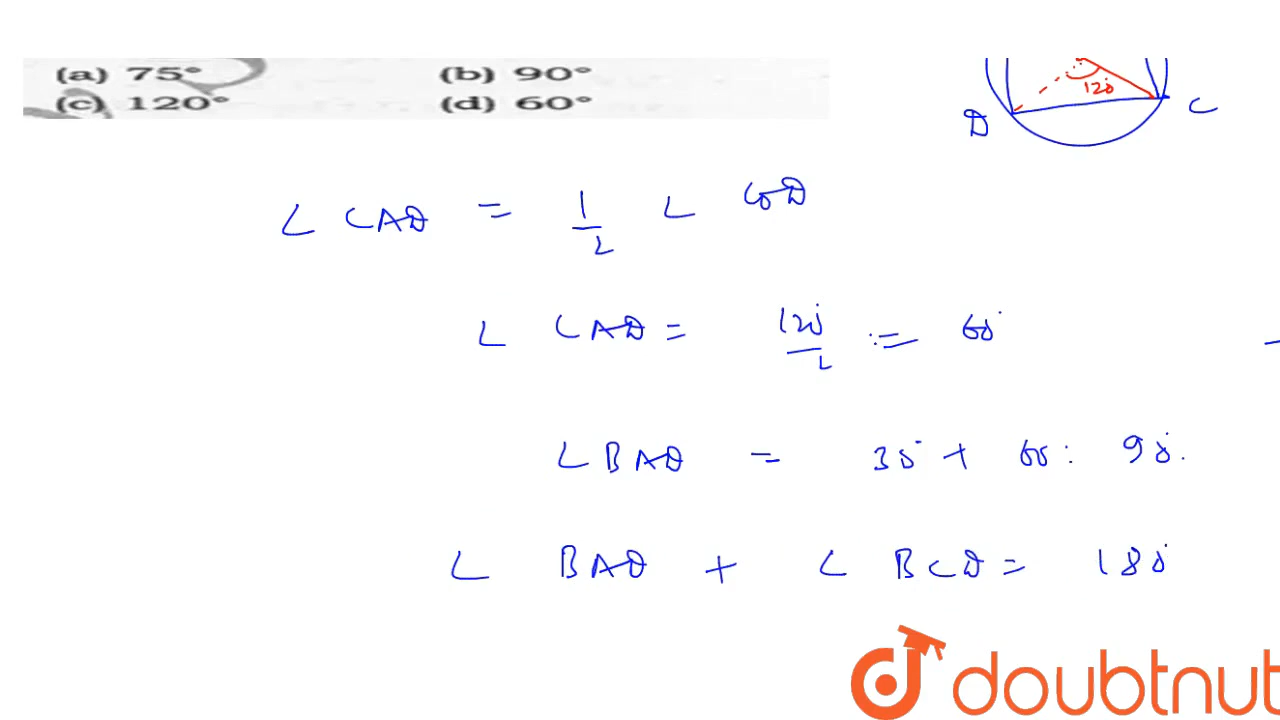 (a) 75° (b) 90°
(c) 120° (d) 60°
120°
D C
∠ CAD = 1/2 ∠ COD
∠ CAD = 120°/2 = 60°
∠BAD = 30° + 60° = 90°.
∠ BAD + ∠ BCD = 180°
doubtnut